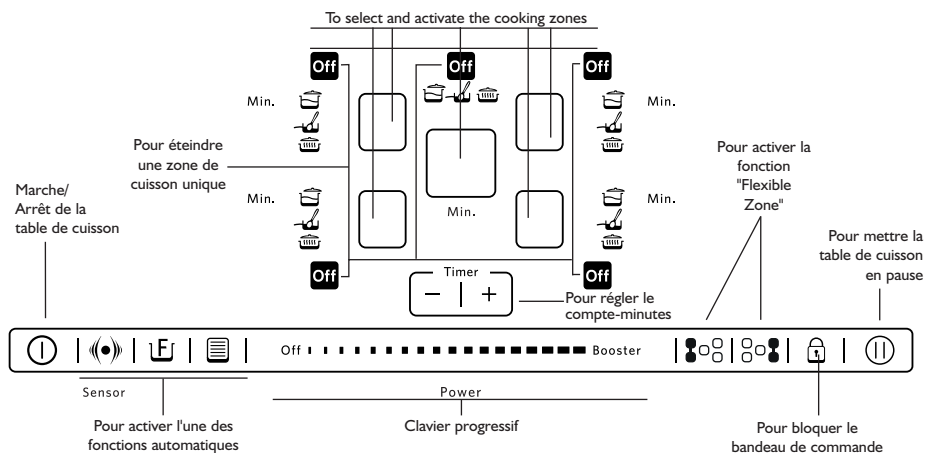 To select and activate the cooking zones
Off
Off
Off
Min.
Min.
Pour éteindre
une zone de
cuisson unique
Pour activer la
fonction
"Flexible
Zone"
Marche/
Arrêt de la
table de cuisson
Min.
Min.
Min.
Pour mettre la
table de cuisson
en pause
Off
Off
Timer
− +
Pour régler le
compte-minutes
F
Off
Booster
Sensor
Power
Pour activer l'une des
fonctions automatiques
Clavier progressif
Pour bloquer le
bandeau de commande